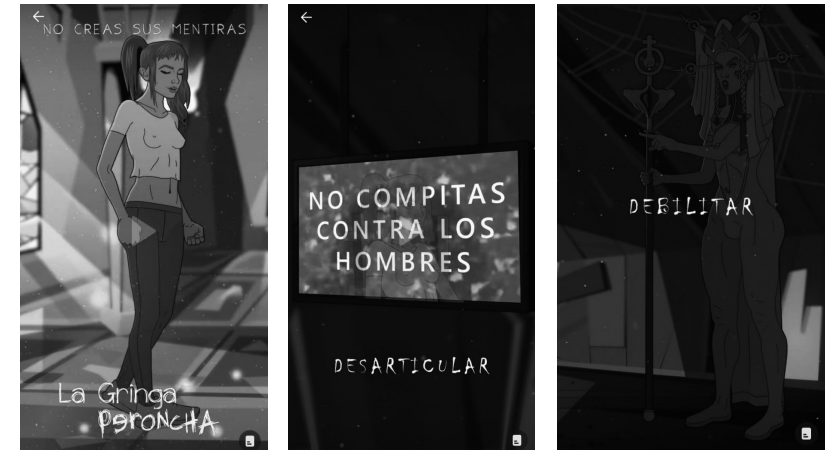 NO CREAS SUS MENTIRAS
La Gringa
PeRoNCHA
NO COMPITAS
CONTRA LOS
HOMBRES
DESARTICULAR
DEBILITAR